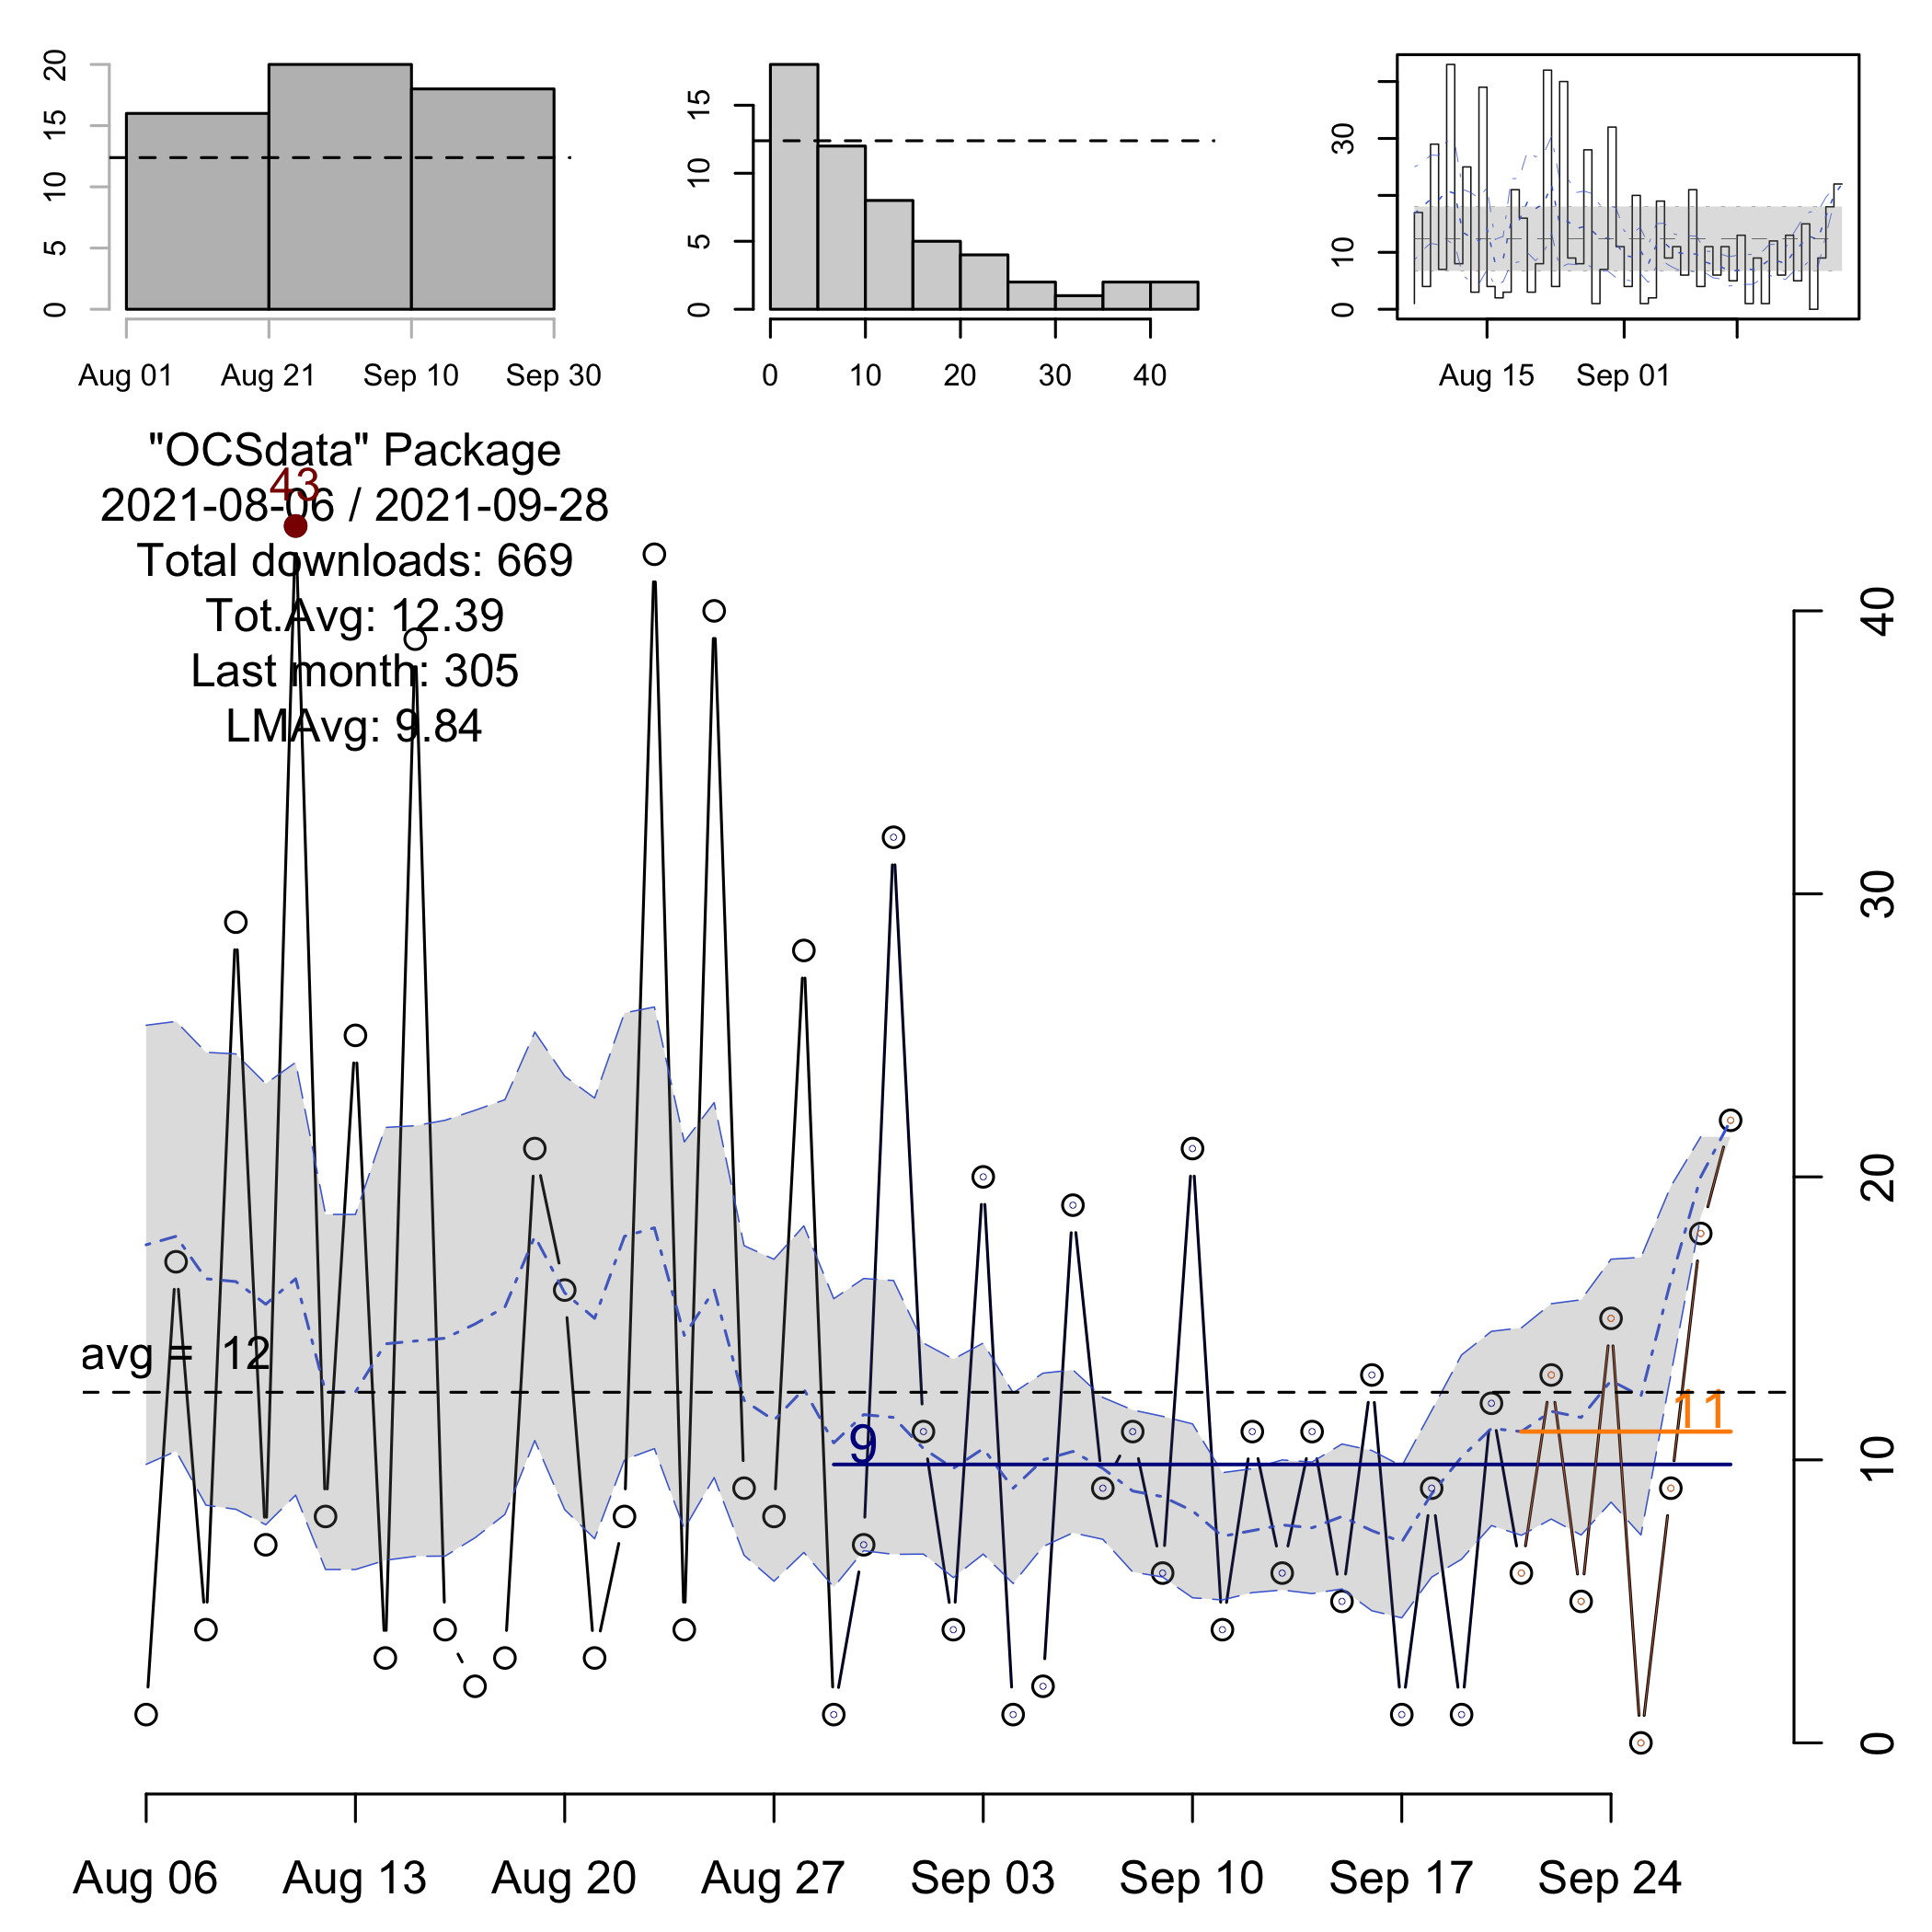 20
15
10
5
0
Aug 01 Aug 21 Sep 10 Sep 30
15
10
5
0
0 10 20 30 40
30
10
0
Aug 15 Sep 01
"OCSdata" Package
43
2021-08-06 / 2021-09-28
Total downloads: 669
Tot.Avg: 12.39
Last month: 305
LMAvg: 9.84
40
30
20
10
0
avg = 12
11
9
Aug 06 Aug 13 Aug 20 Aug 27 Sep 03 Sep 10 Sep 17 Sep 24